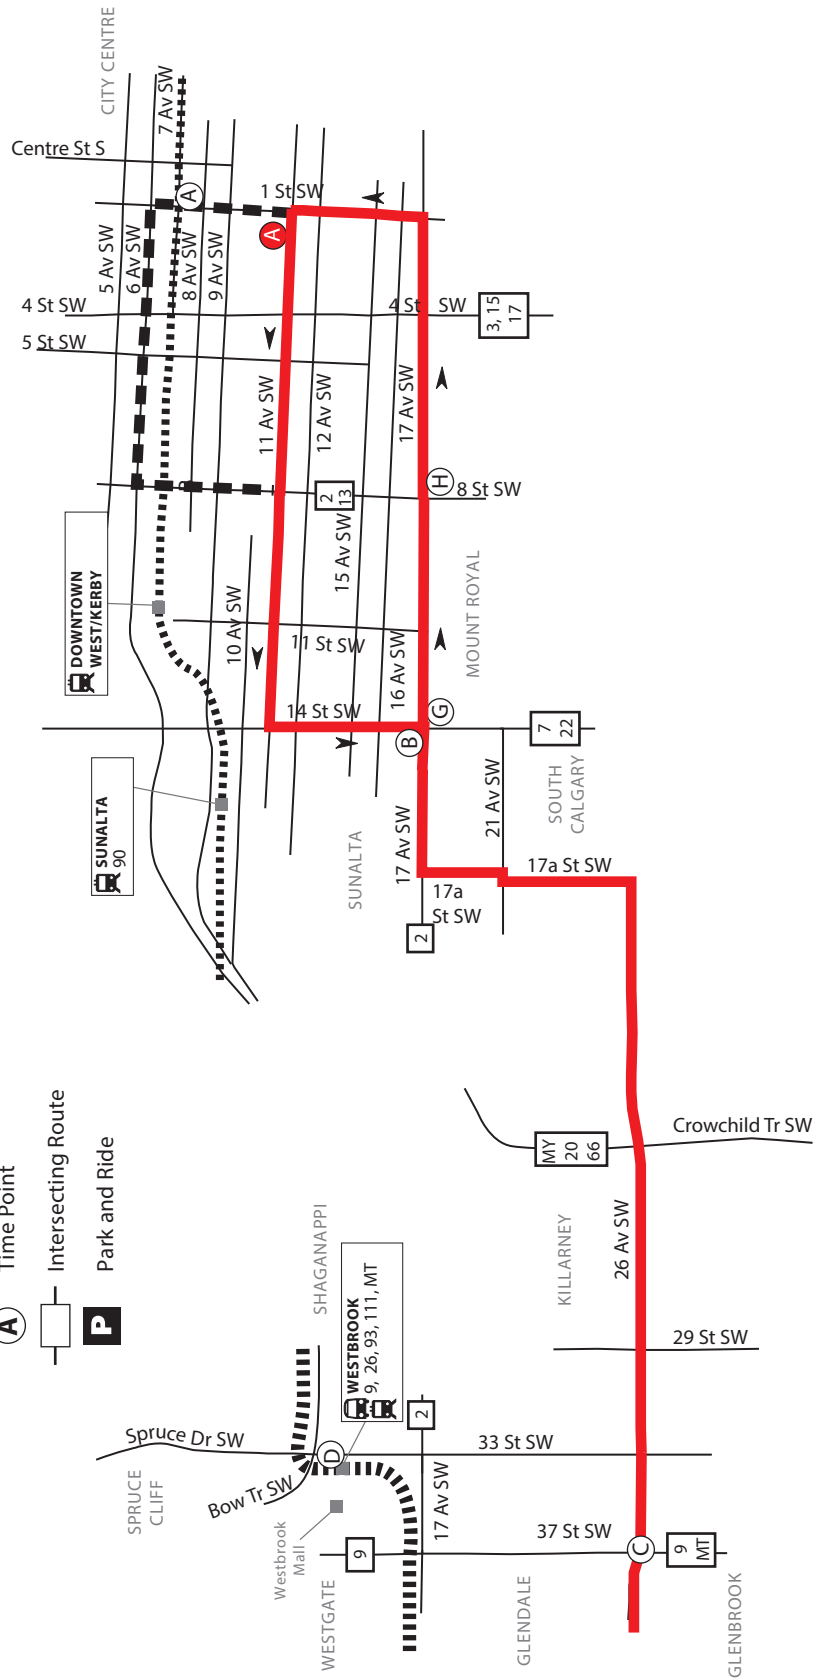 CITY CENTRE
Centre St S
7 Av SW
A
1 St SW
A
5 Av SW
6 Av SW
8 Av SW
9 Av SW
4 St SW
4 St SW
3, 15
17
5 St SW
11 Av SW
12 Av SW
17 Av SW
2
13
H
8 St SW
15 Av SW
DOWNTOWN
WEST/KERBY
10 Av SW
11 St SW
16 Av SW
MOUNT ROYAL
14 St SW
G
B
7
22
SUNALTA
90
SUNALTA
17 Av SW
21 Av SW
SOUTH
CALGARY
17a
St SW
17a St SW
2
A
Time Point
Intersecting Route
P
Park and Ride
MY
20
66
Crowchild Tr SW
SHAGANAPPI
KILLARNEY
26 Av SW
WESTBROOK
9, 26, 93, 111, MT
29 St SW
Spruce Dr SW
D
2
33 St SW
SPRUCE
CLIFF
Bow Tr SW
Westbrook
Mall
17 Av SW
37 St SW
9
C
9
MT
WESTGATE
GLENDALE
GLENBROOK